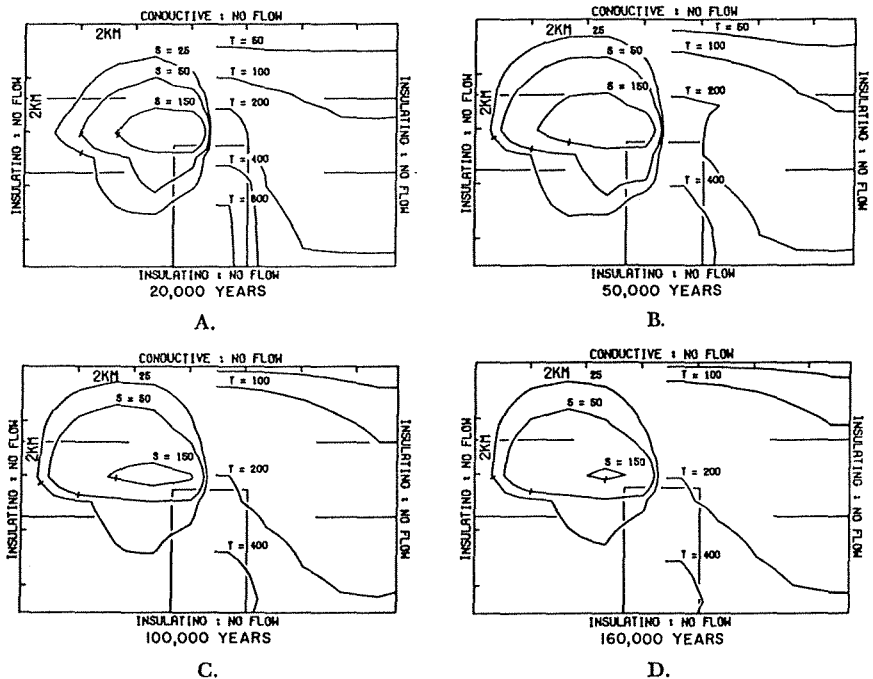 CONDUCTIVE : NO FLOW
2KM
S = 25
T = 50
S = 50
T = 100
S = 150
T = 200
2KM
T = 400
T = 600
INSULATING : NO FLOW
INSULATING : NO FLOW
INSULATING : NO FLOW
20,000 YEARS
A.
CONDUCTIVE : NO FLOW
2KM
25
T = 50
S = 50
T = 100
S = 150
T = 200
2KM
T = 400
INSULATING : NO FLOW
INSULATING : NO FLOW
INSULATING : NO FLOW
50,000 YEARS
B.
CONDUCTIVE : NO FLOW
2KM
25
T = 100
S = 50
2KM
S = 150
T = 200
T = 400
INSULATING : NO FLOW
INSULATING : NO FLOW
INSULATING : NO FLOW
100,000 YEARS
C.
CONDUCTIVE : NO FLOW
2KM
25
T = 100
S = 50
2KM
S = 150
T = 200
T = 400
INSULATING : NO FLOW
INSULATING : NO FLOW
INSULATING : NO FLOW
160,000 YEARS
D.